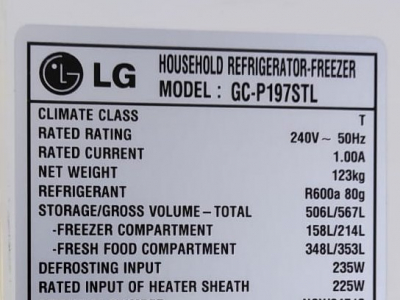 LG HOUSEHOLD REFRIGERATOR-FREEZER
MODEL : GC-P197STL
CLIMATE CLASS T
RATED RATING 240V ~ 50Hz
RATED CURRENT 1.00A
NET WEIGHT 123kg
REFRIGERANT R600a 80g
STORAGE/GROSS VOLUME – TOTAL 506L/567L
-FREEZER COMPARTMENT 158L/214L
-FRESH FOOD COMPARTMENT 348L/353L
DEFROSTING INPUT 235W
RATED INPUT OF HEATER SHEATH 225W